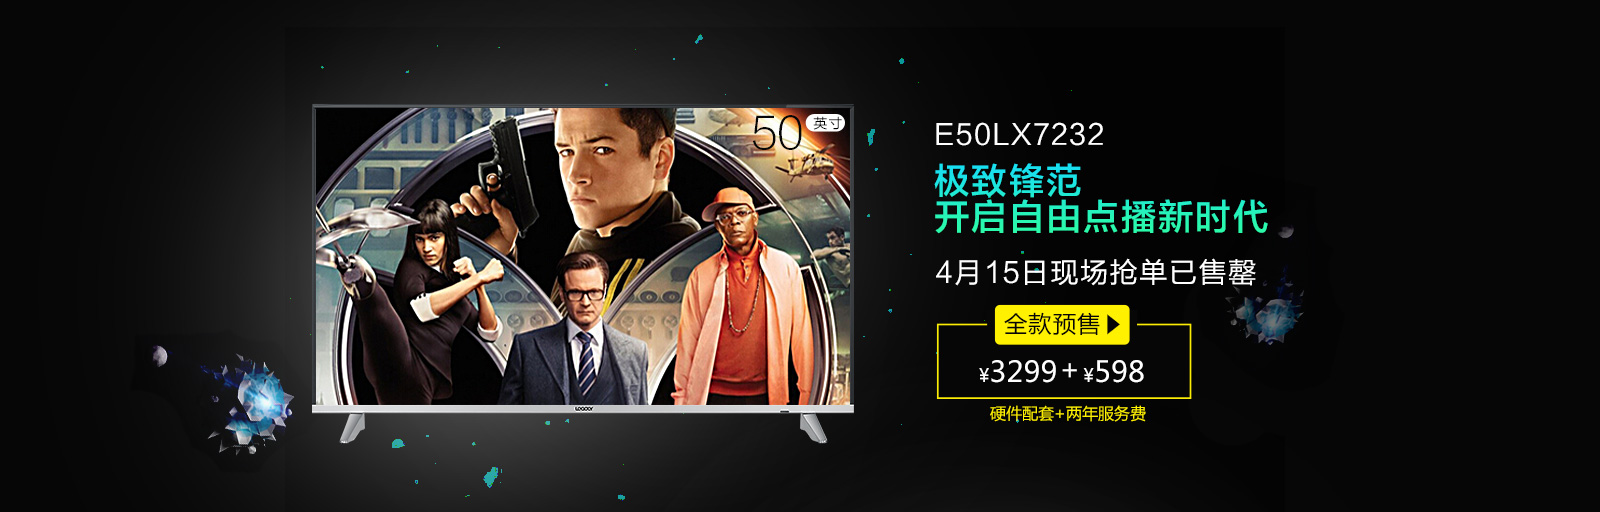 50 英寸
E50LX7232
极致锋范
开启自由点播新时代
4月15日现场抢单已售罄
全款预售
¥3299+¥598
硬件配套+两年服务费